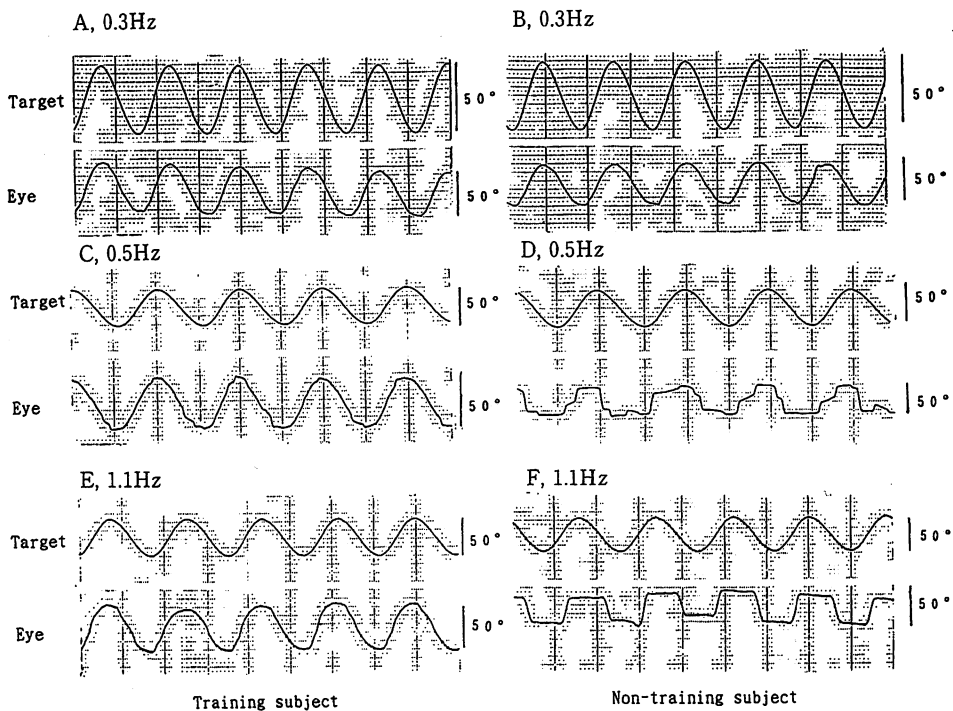 A, 0.3Hz
B, 0.3Hz
Target
50°
50°
Eye
50°
50°
C, 0.5Hz
D, 0.5Hz
Target
50°
50°
Eye
50°
50°
E, 1.1Hz
F, 1.1Hz
Target
50°
50°
Eye
50°
50°
Training subject
Non-training subject